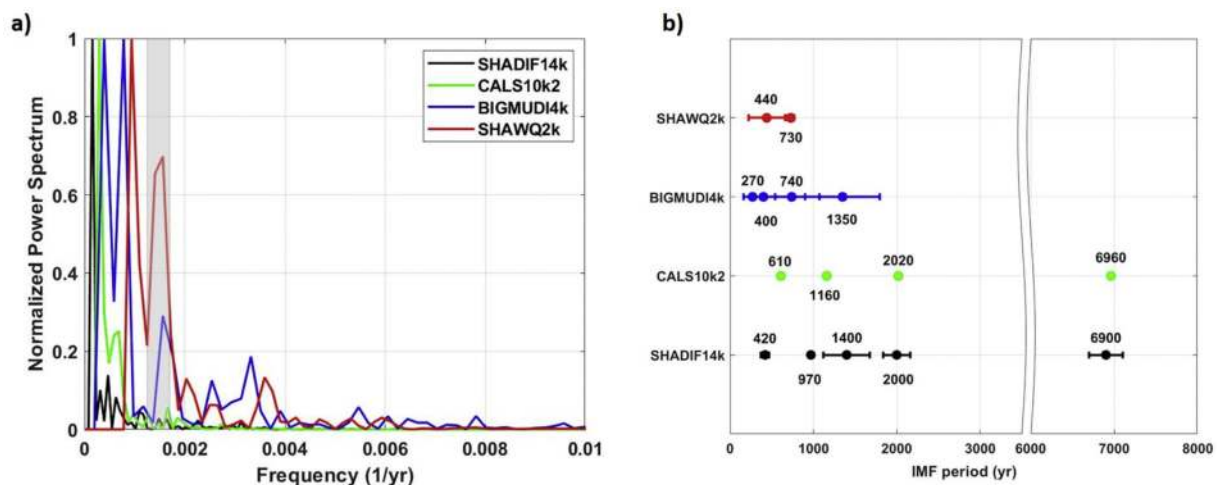 a)
Normalized Power Spectrum
1
0.8
0.6
0.4
0.2
0
0 0.002 0.004 0.006 0.008 0.01
Frequency (1/yr)
SHADIF14k
CALS10k2
BIGMUDI4k
SHAWQ2k
b)
SHAWQ2k
440
730
BIGMUDI4k
270 740
400 1350
CALS10k2
610 2020 6960
1160
SHADIF14k
420 1400 6900
970 2000
0 1000 2000 3000 6000 7000 8000
IMF period (yr)